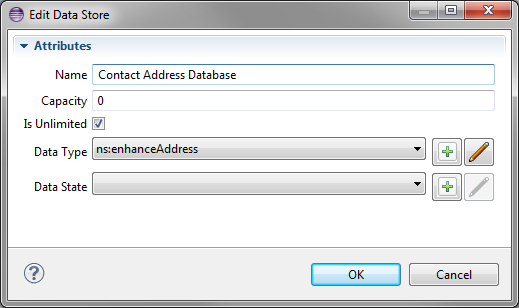 Edit Data Store
Attributes
Name Contact Address Database
Capacity 0
Is Unlimited
Data Type ns:enhanceAddress
Data State
OK Cancel